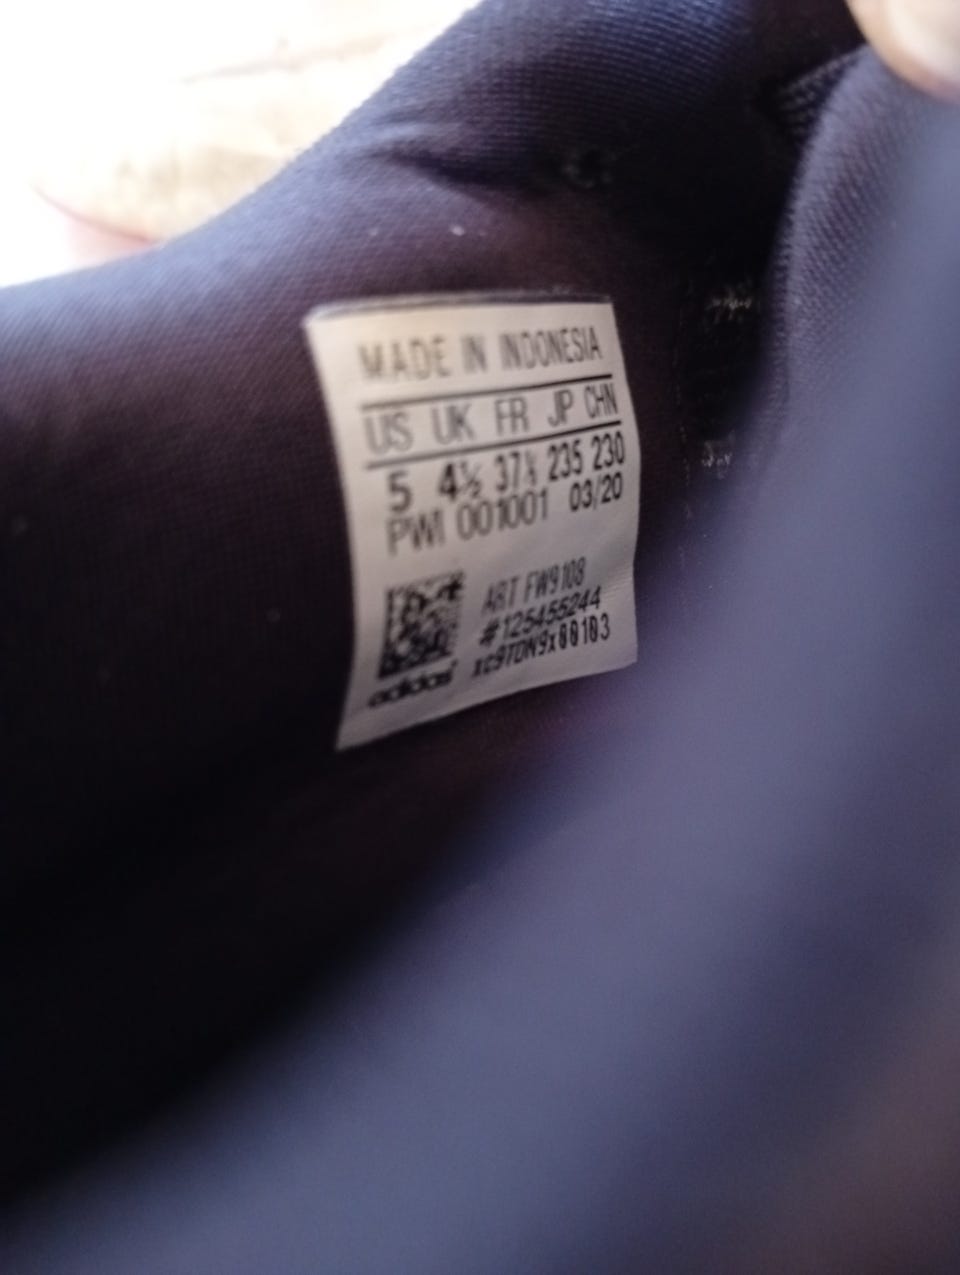 MADE IN INDONESIA
US UK FR JP CHN
5 4½ 37⅓ 235 230
PWI 001001 03/20
ART FW9108
#125455244
xc9TDN9x00103
adidas